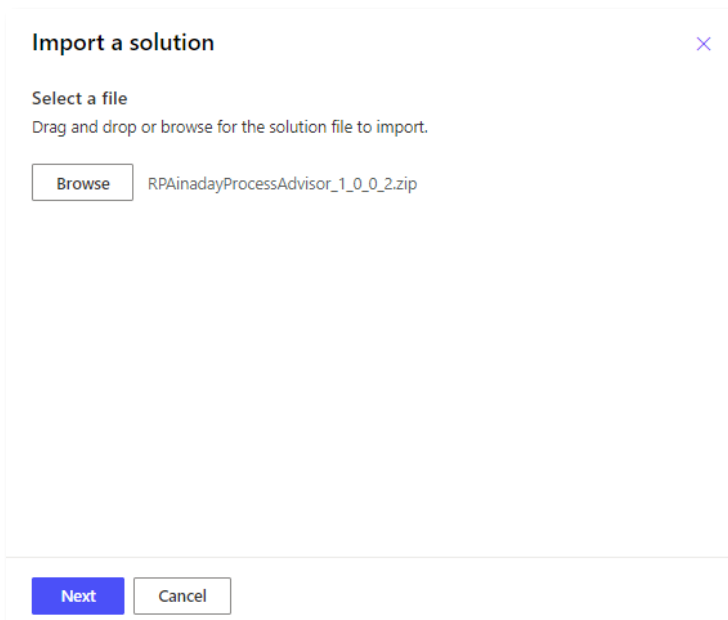 Import a solution
Select a file
Drag and drop or browse for the solution file to import.
Browse RPAinadayProcessAdvisor_1_0_0_2.zip
Next Cancel